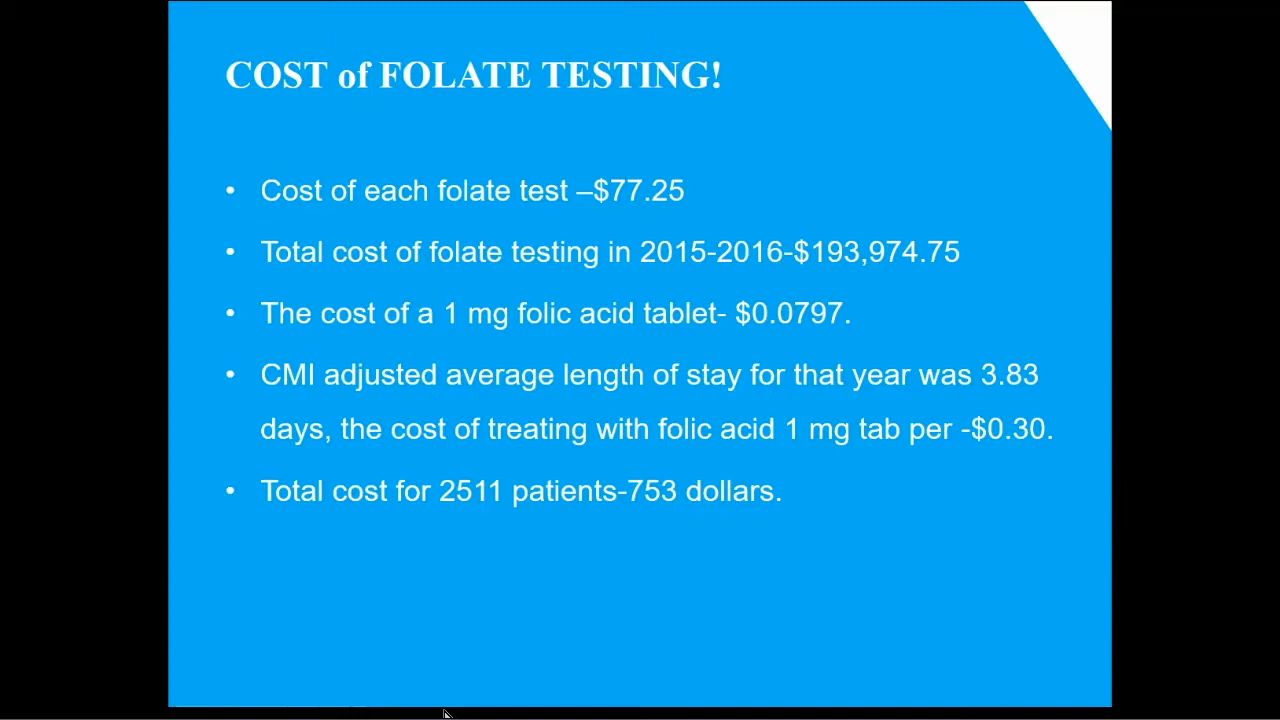 COST of FOLATE TESTING!
• Cost of each folate test –$77.25
• Total cost of folate testing in 2015-2016-$193,974.75
• The cost of a 1 mg folic acid tablet- $0.0797.
• CMI adjusted average length of stay for that year was 3.83
days, the cost of treating with folic acid 1 mg tab per -$0.30.
• Total cost for 2511 patients-753 dollars.